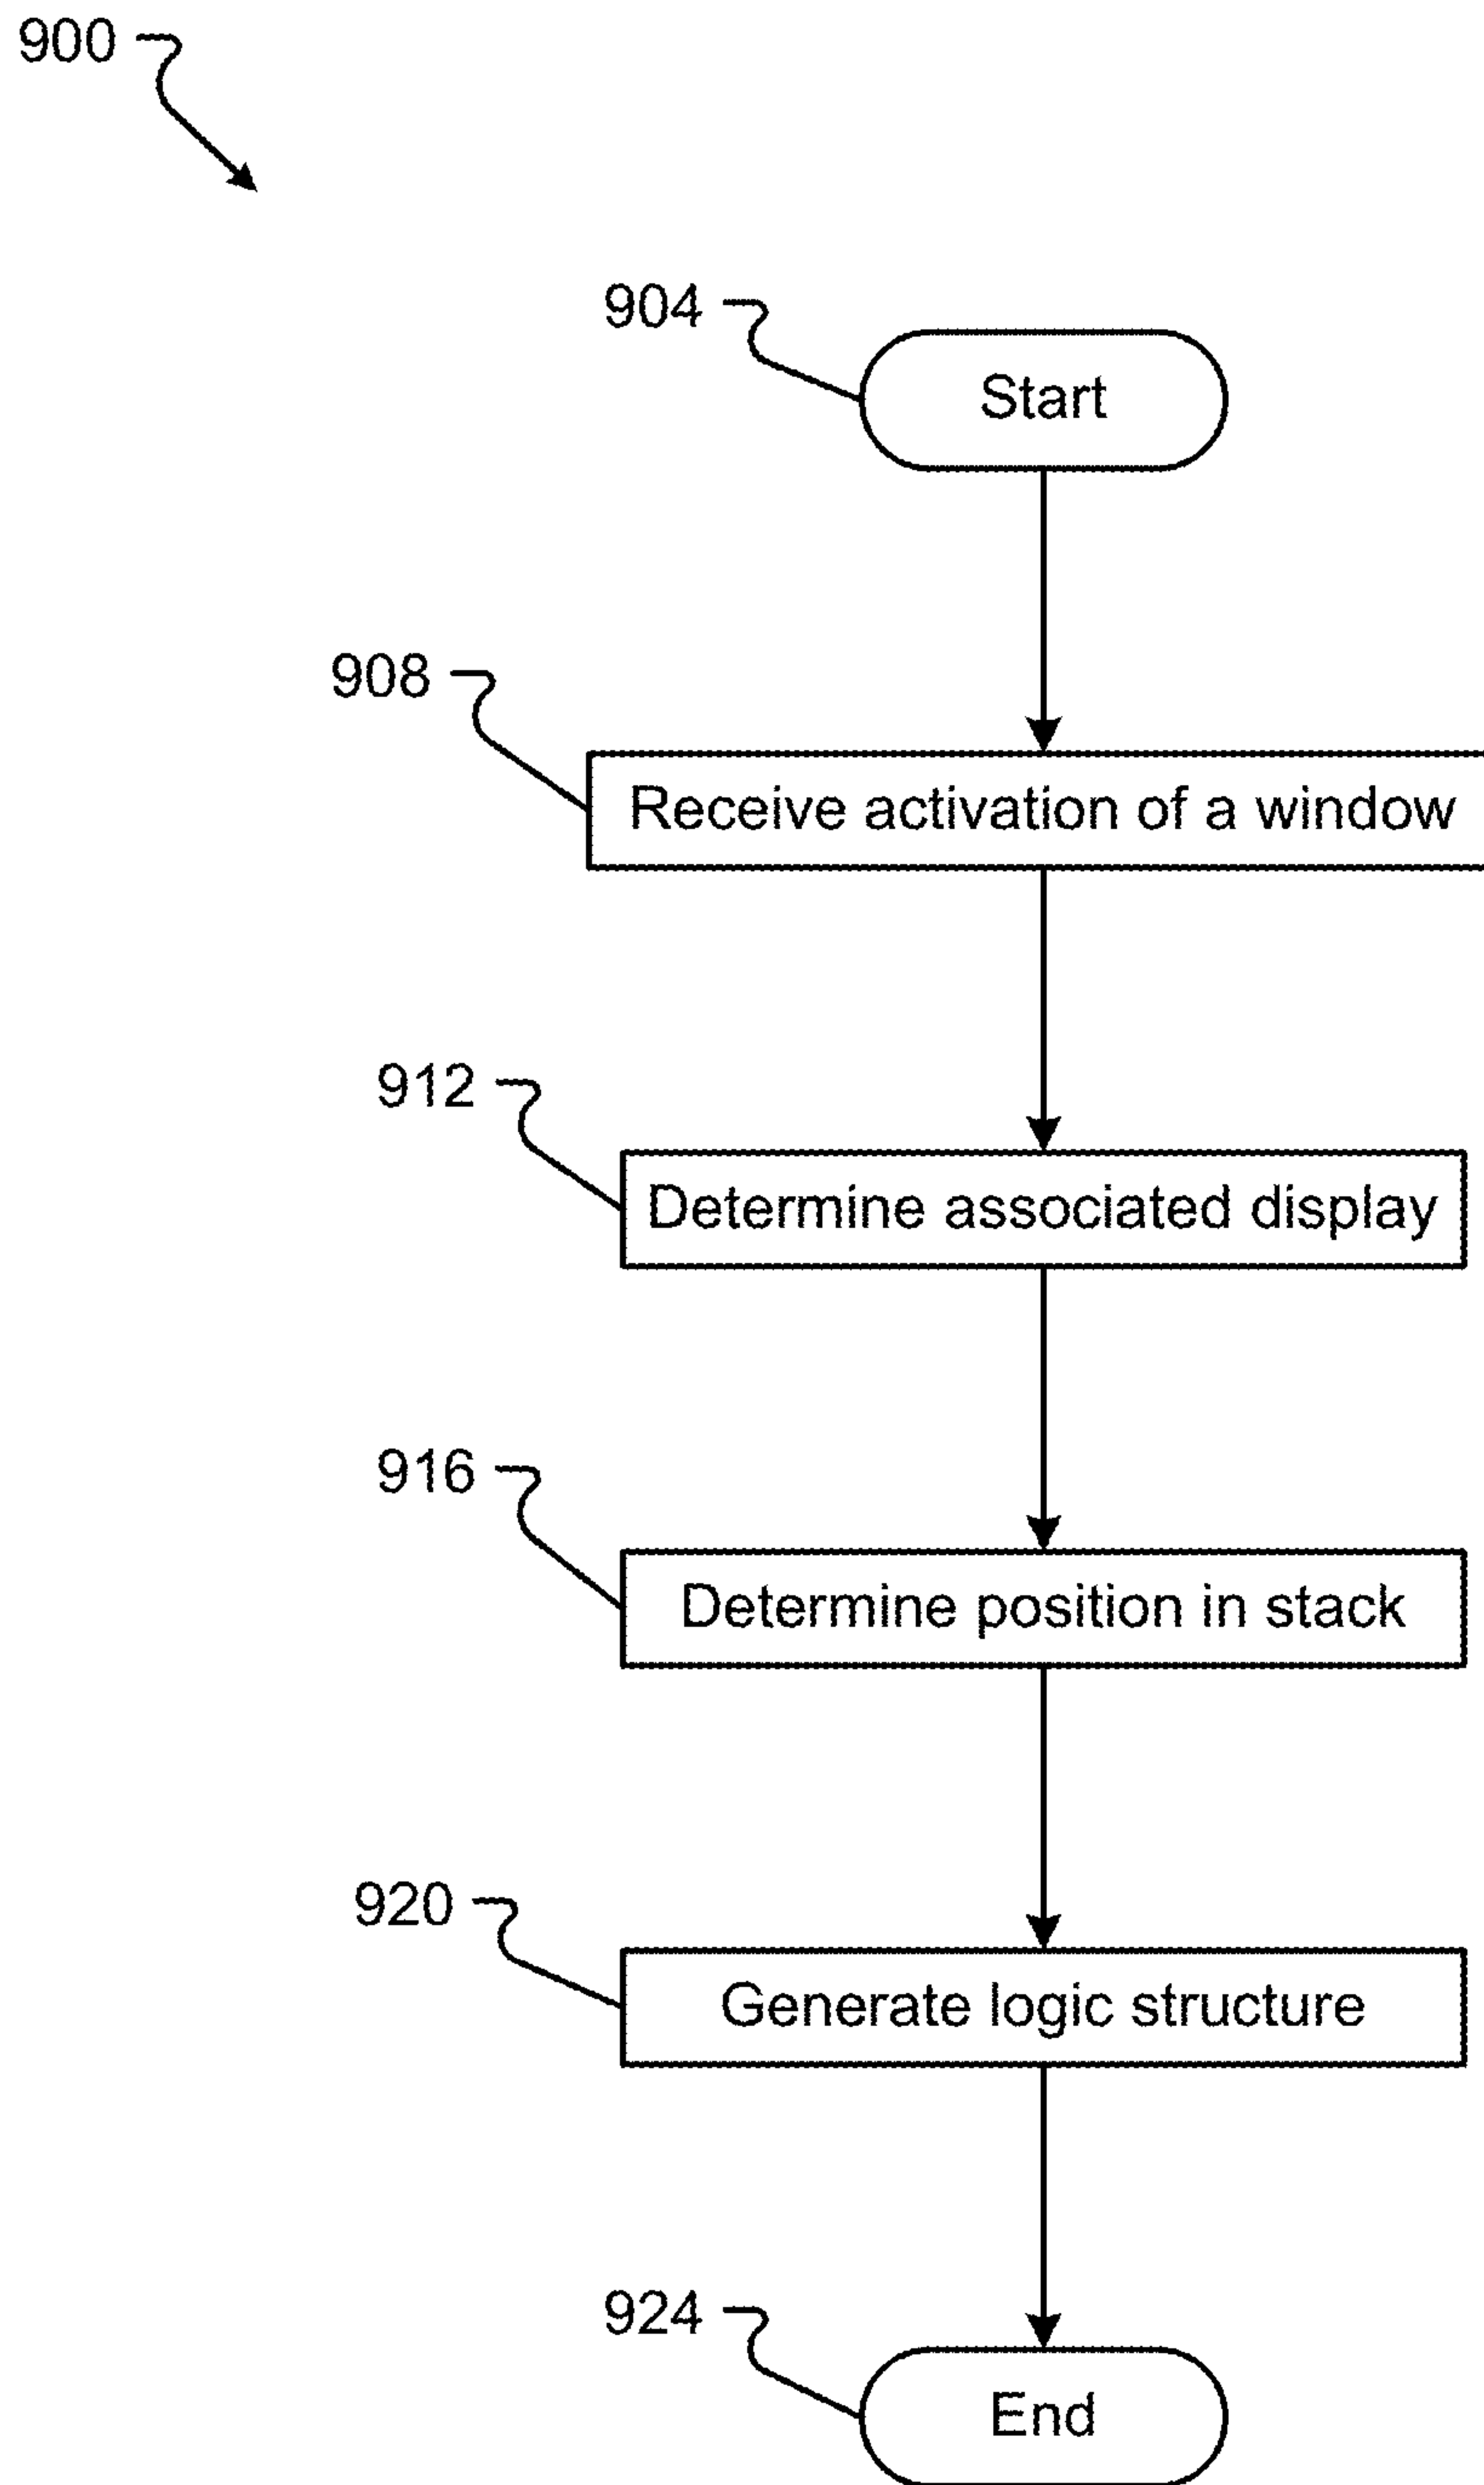 900
904
Start
908
Receive activation of a window
912
Determine associated display
916
Determine position in stack
920
Generate logic structure
924
End